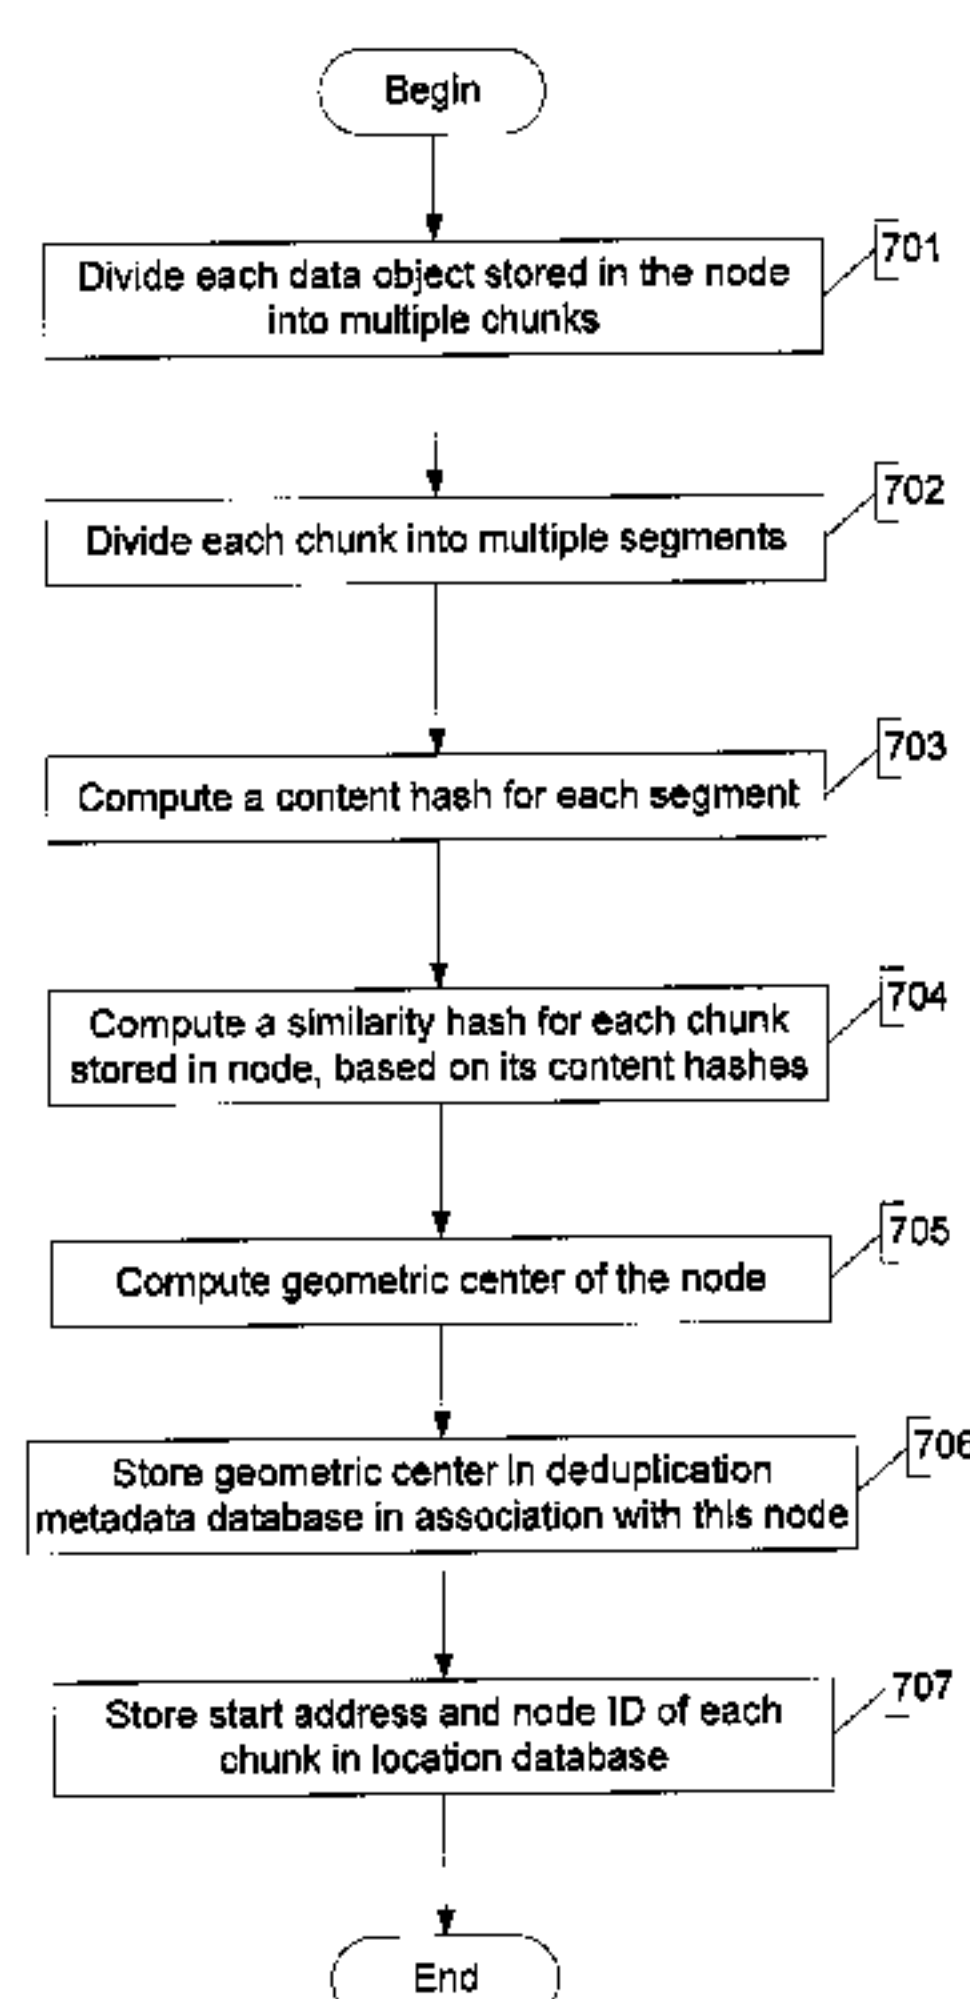 Begin
701
Divide each data object stored in the node
into multiple chunks
702
Divide each chunk into multiple segments
703
Compute a content hash for each segment
704
Compute a similarity hash for each chunk
stored in node, based on its content hashes
705
Compute geometric center of the node
706
Store geometric center in deduplication
metadata database in association with this node
707
Store start address and node ID of each
chunk in location database
End